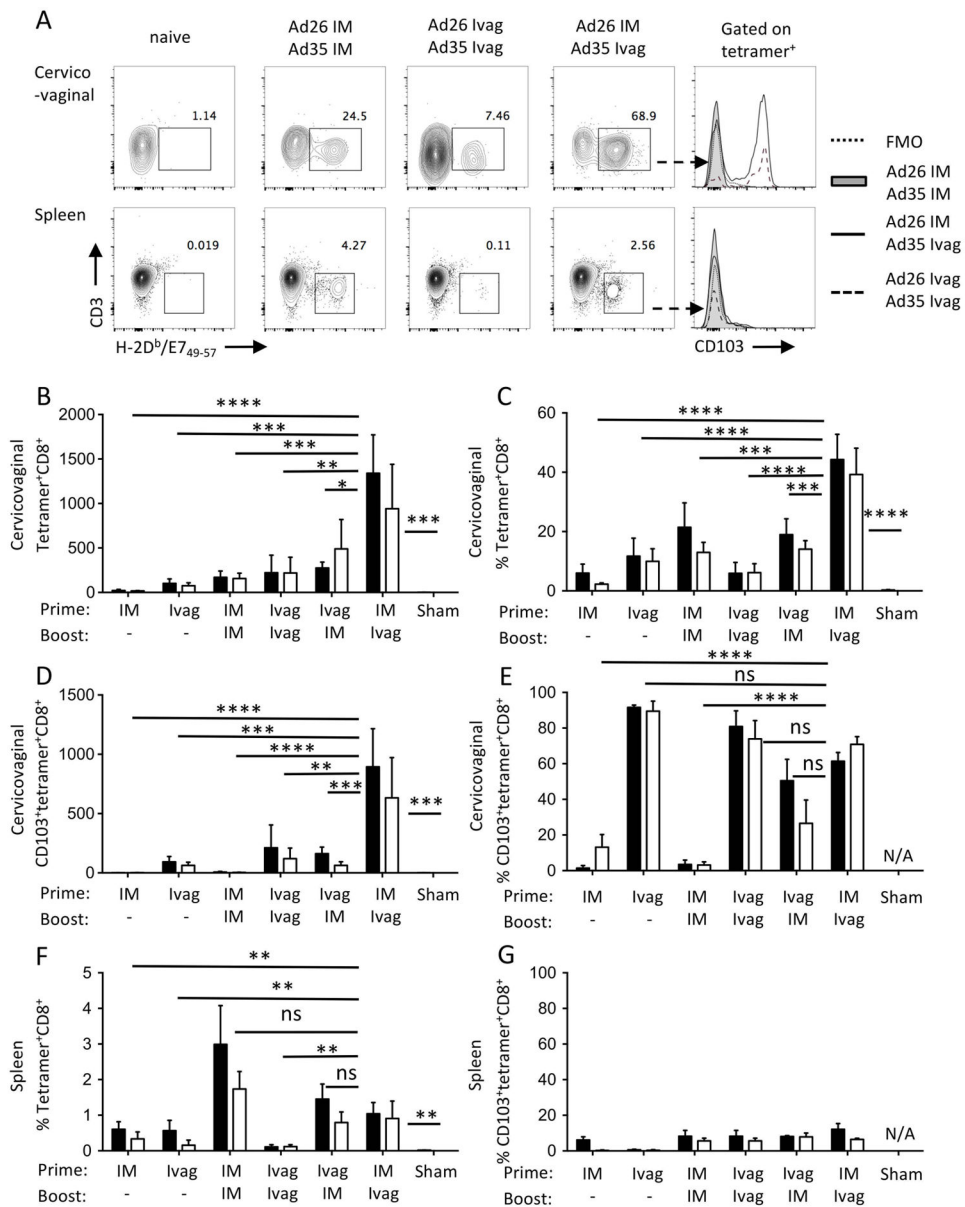 A
naive
Ad26 IM
Ad35 IM
Ad26 Ivag
Ad35 Ivag
Ad26 IM
Ad35 Ivag
Gated on
tetramer⁺
Cervico
-vaginal
1.14
24.5
7.46
68.9
FMO
Ad26 IM
Ad35 IM
Ad26 IM
Ad35 Ivag
Ad26 Ivag
Ad35 Ivag
Spleen
0.019
4.27
0.11
2.56
CD3
H-2Dᵇ/E7₄₉₋₅₇
CD103
B
Cervicovaginal
Tetramer⁺CD8⁺
2000
1500
1000
500
0
****
***
***
**
*
***
Prime: IM Ivag IM Ivag Ivag IM Sham
Boost: - - IM Ivag IM Ivag
C
Cervicovaginal
% Tetramer⁺CD8⁺
60
40
20
0
****
****
***
****
***
****
Prime: IM Ivag IM Ivag Ivag IM Sham
Boost: - - IM Ivag IM Ivag
D
Cervicovaginal
CD103⁺tetramer⁺CD8⁺
1500
1000
500
0
****
***
****
**
***
***
Prime: IM Ivag IM Ivag Ivag IM Sham
Boost: - - IM Ivag IM Ivag
E
Cervicovaginal
% CD103⁺tetramer⁺CD8⁺
100
80
60
40
20
0
****
ns
****
ns
ns
N/A
Prime: IM Ivag IM Ivag Ivag IM Sham
Boost: - - IM Ivag IM Ivag
F
Spleen
% Tetramer⁺CD8⁺
5
4
3
2
1
0
**
**
ns
**
ns
**
Prime: IM Ivag IM Ivag Ivag IM Sham
Boost: - - IM Ivag IM Ivag
G
Spleen
% CD103⁺tetramer⁺CD8⁺
100
80
60
40
20
0
N/A
Prime: IM Ivag IM Ivag Ivag IM Sham
Boost: - - IM Ivag IM Ivag